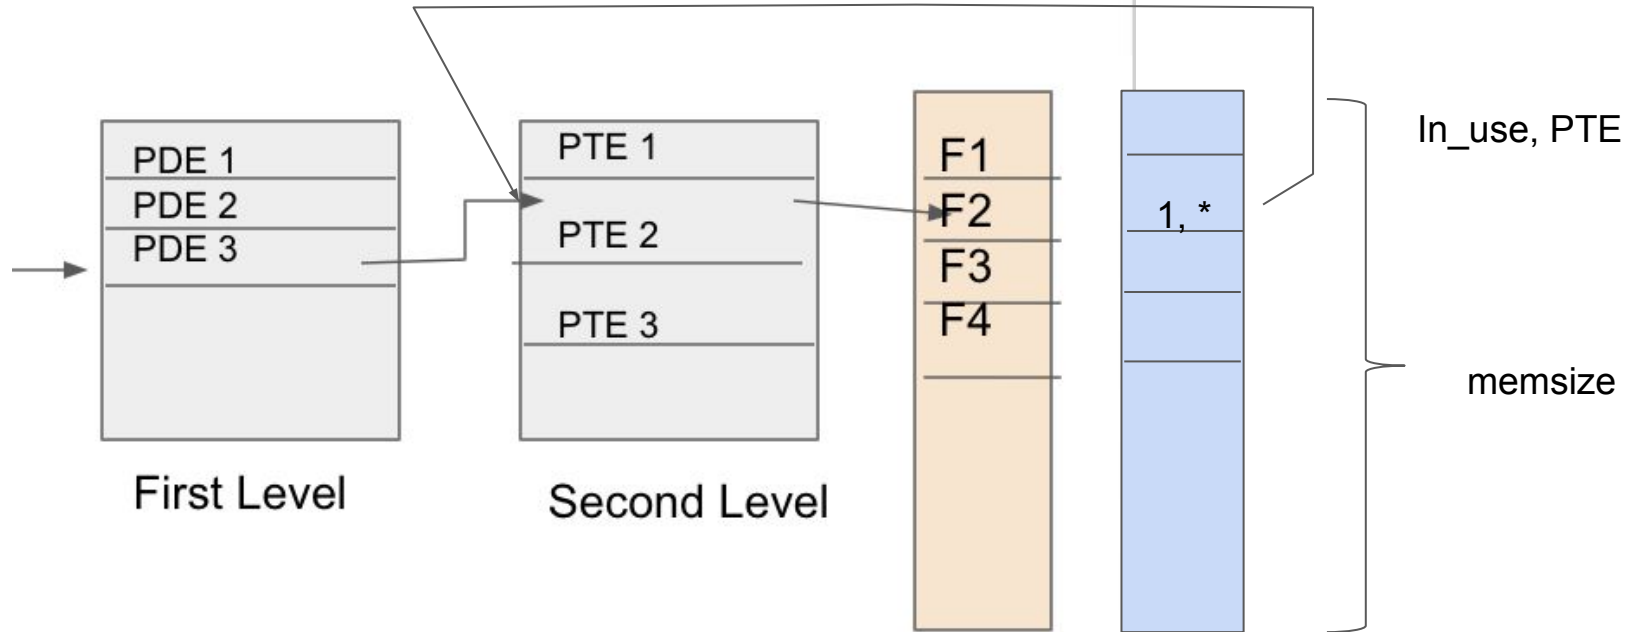 PDE 1
PDE 2
PDE 3
First Level
PTE 1
PTE 2
PTE 3
Second Level
F1
F2
F3
F4
1, *
In_use, PTE
memsize